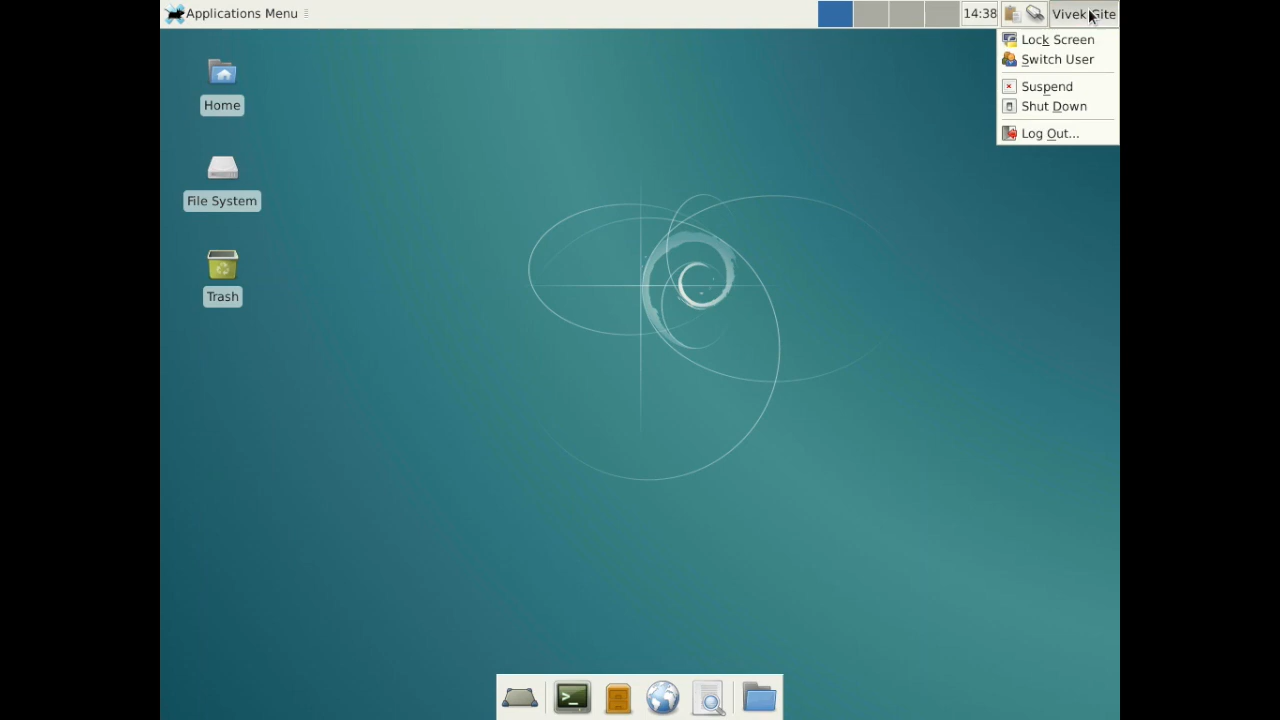 Applications Menu
14:38
Vivek Gite
Lock Screen
Switch User
Suspend
Shut Down
Log Out...
Home
File System
Trash
>_